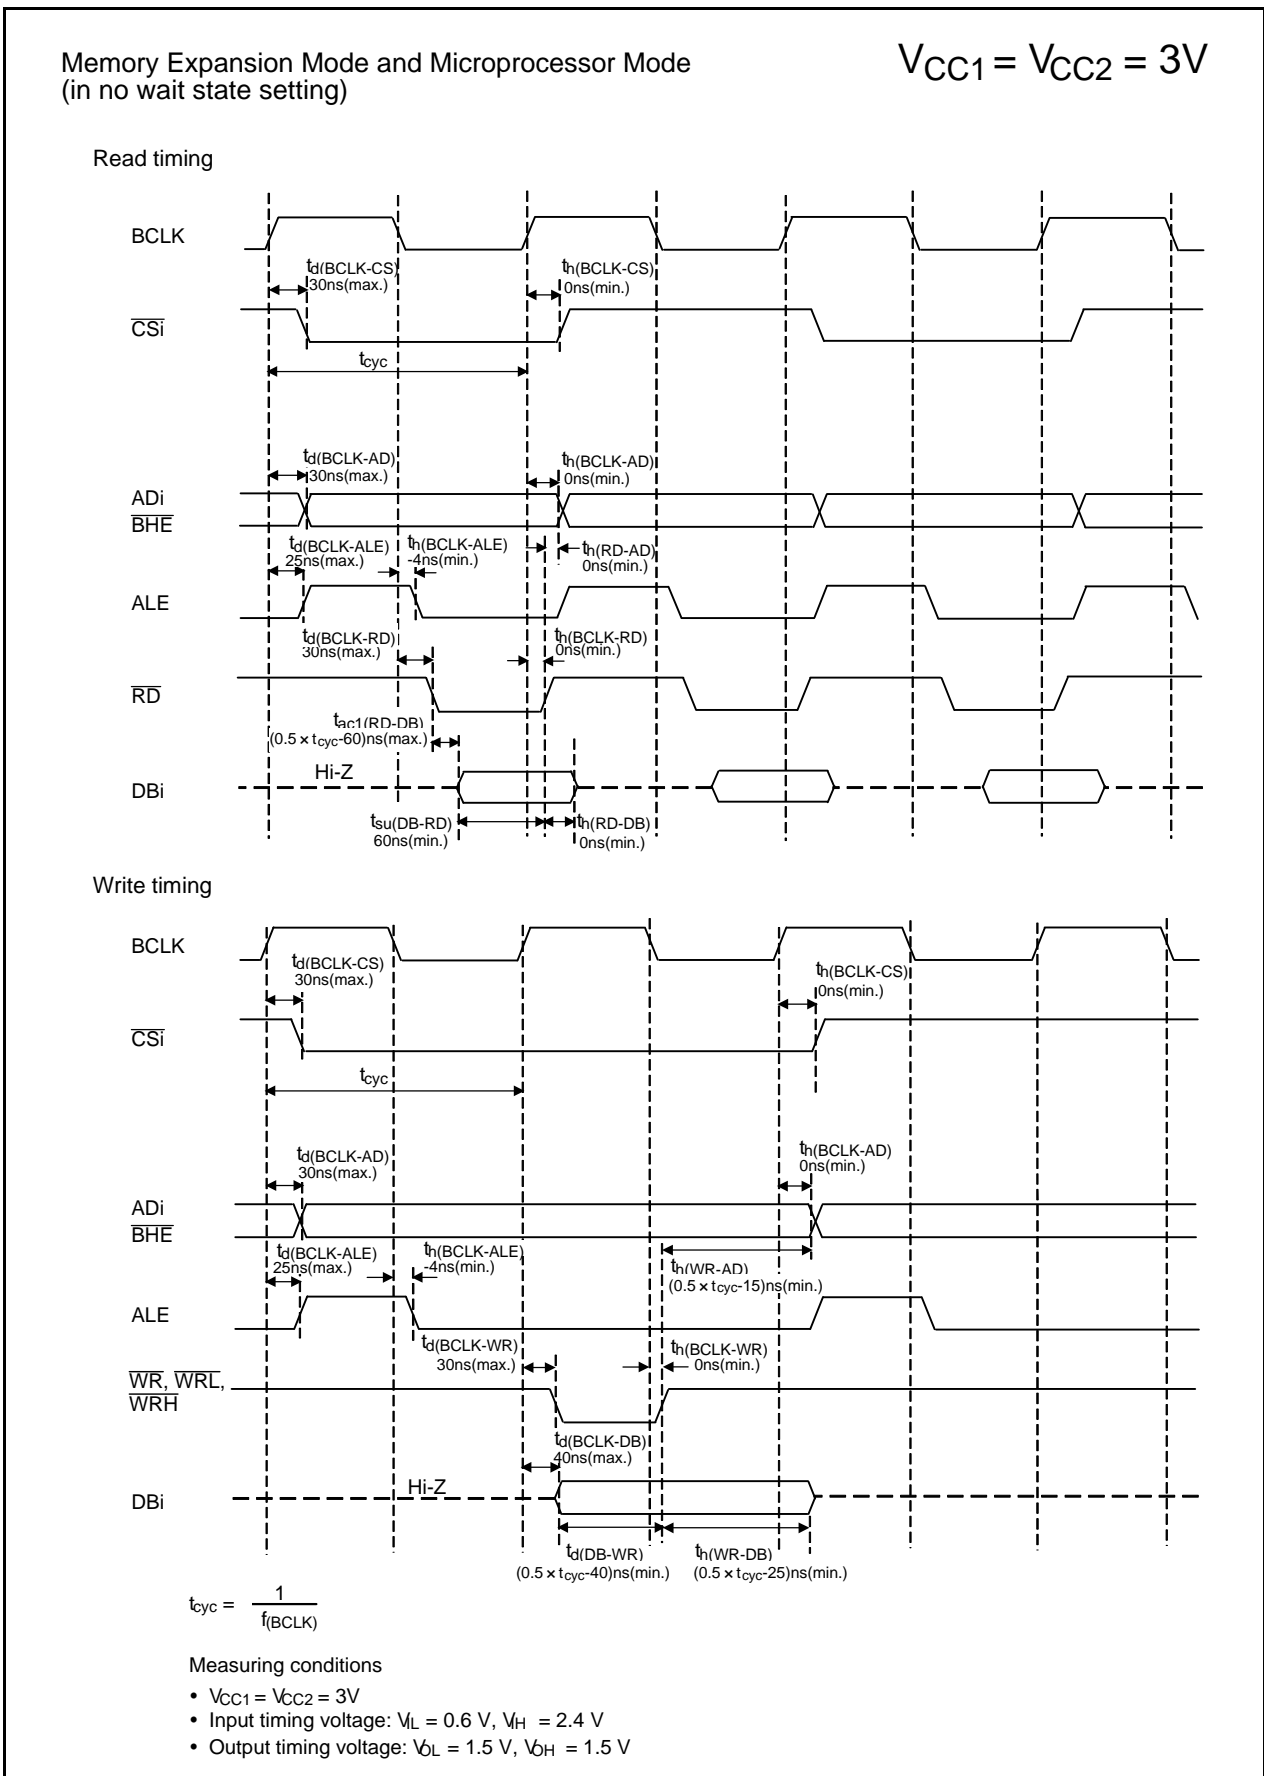 Memory Expansion Mode and Microprocessor Mode
(in no wait state setting)
VCC1 = VCC2 = 3V
Read timing
BCLK
td(BCLK-CS)
30ns(max.)
th(BCLK-CS)
0ns(min.)
CSi
tcyc
td(BCLK-AD)
30ns(max.)
th(BCLK-AD)
0ns(min.)
ADi
BHE
td(BCLK-ALE)
25ns(max.)
th(BCLK-ALE)
-4ns(min.)
th(RD-AD)
0ns(min.)
ALE
td(BCLK-RD)
30ns(max.)
th(BCLK-RD)
0ns(min.)
RD
tac1(RD-DB)
(0.5 × tcyc-60)ns(max.)
Hi-Z
DBi
tsu(DB-RD)
60ns(min.)
th(RD-DB)
0ns(min.)
Write timing
BCLK
td(BCLK-CS)
30ns(max.)
th(BCLK-CS)
0ns(min.)
CSi
tcyc
td(BCLK-AD)
30ns(max.)
th(BCLK-AD)
0ns(min.)
ADi
BHE
td(BCLK-ALE)
25ns(max.)
th(BCLK-ALE)
-4ns(min.)
th(WR-AD)
(0.5 × tcyc-15)ns(min.)
ALE
td(BCLK-WR)
30ns(max.)
th(BCLK-WR)
0ns(min.)
WR, WRL,
WRH
td(BCLK-DB)
40ns(max.)
Hi-Z
DBi
td(DB-WR)
(0.5 × tcyc-40)ns(min.)
th(WR-DB)
(0.5 × tcyc-25)ns(min.)
tcyc = 1
f(BCLK)
Measuring conditions
• VCC1 = VCC2 = 3V
• Input timing voltage: VIL = 0.6 V, VIH = 2.4 V
• Output timing voltage: VOL = 1.5 V, VOH = 1.5 V